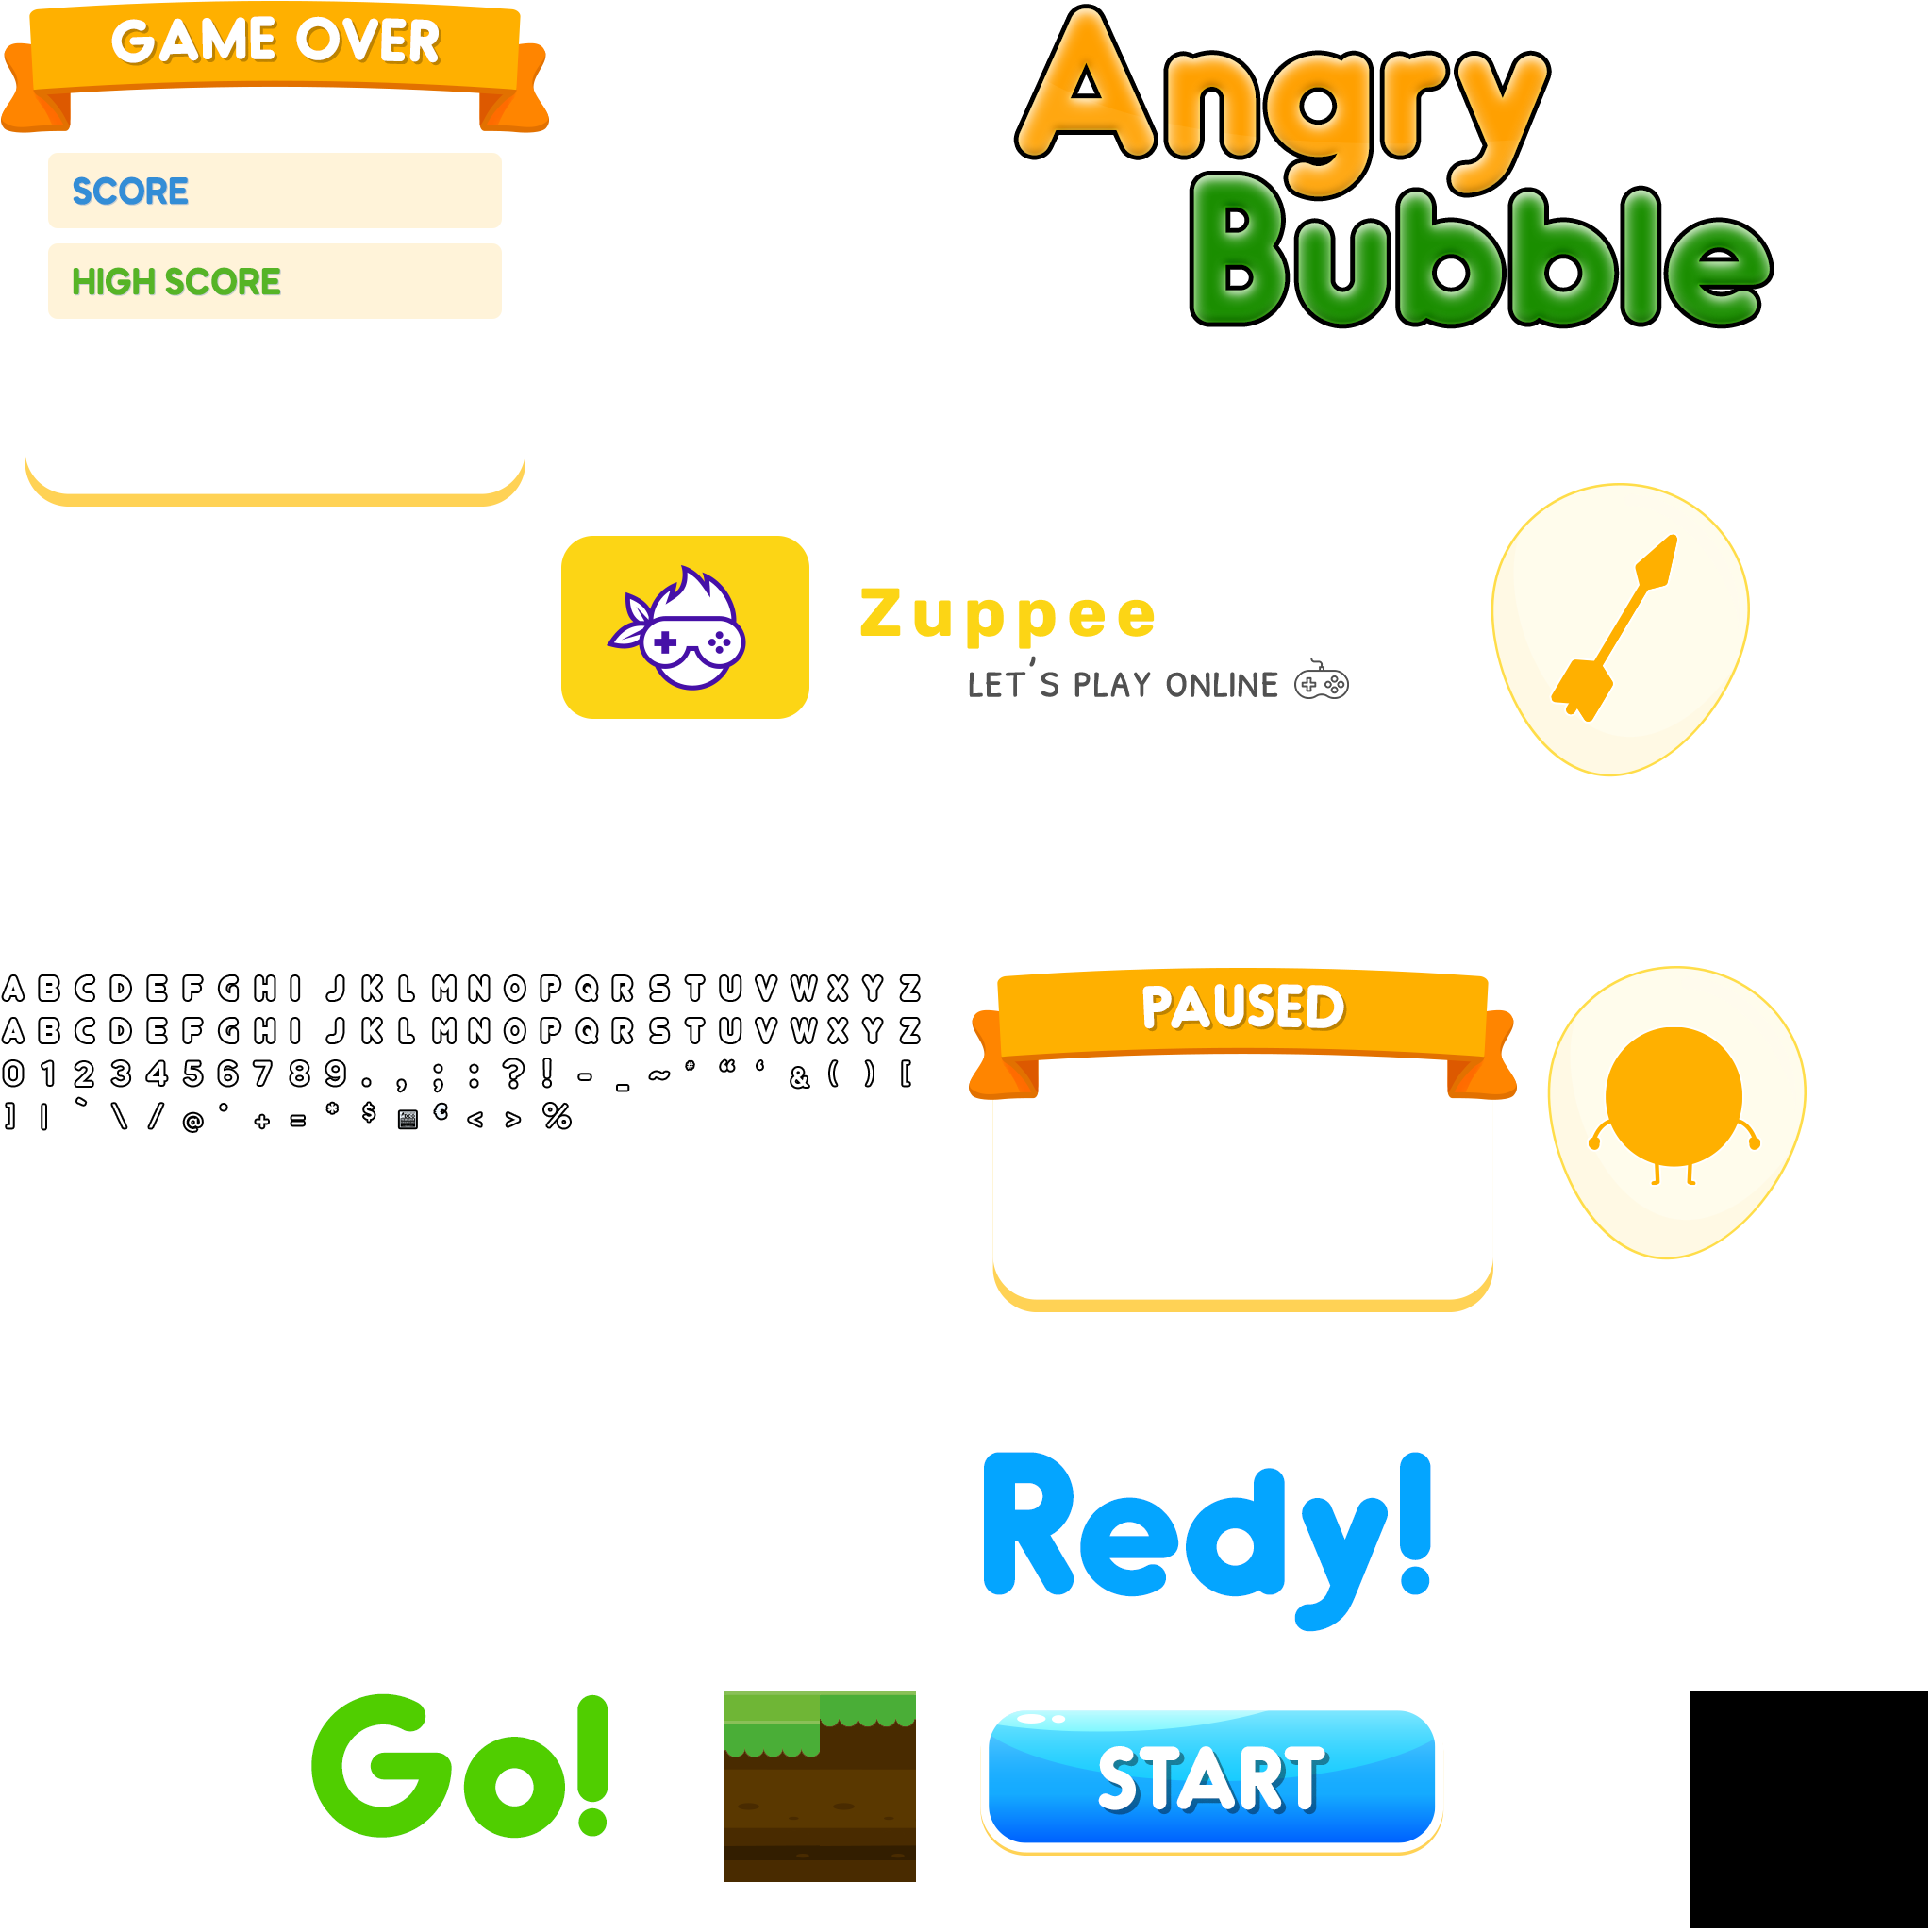 GAME OVER
SCORE
HIGH SCORE
Angry
Bubble
Zuppee
LET'S PLAY ONLINE
A B C D E F G H I J K L M N O P Q R S T U V W X Y Z
A B C D E F G H I J K L M N O P Q R S T U V W X Y Z
0 1 2 3 4 5 6 7 8 9 . , ; : ? ! - _ ~ # “ ‘ & ( ) [
] | ` \ / @ ° + = * $ € < > %
PAUSED
Redy!
Go!
START